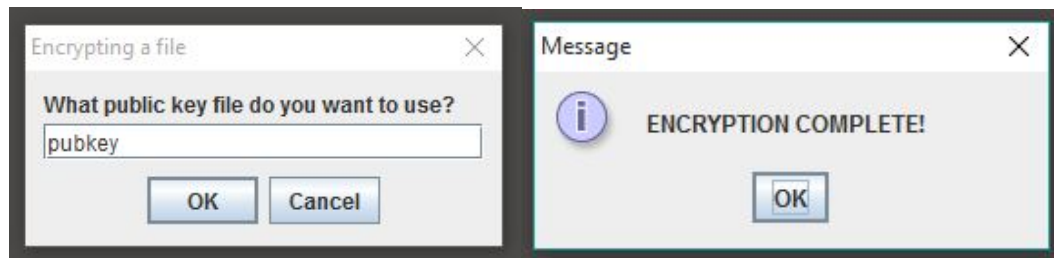 Encrypting a file
What public key file do you want to use?
pubkey
OK Cancel
Message
ENCRYPTION COMPLETE!
OK